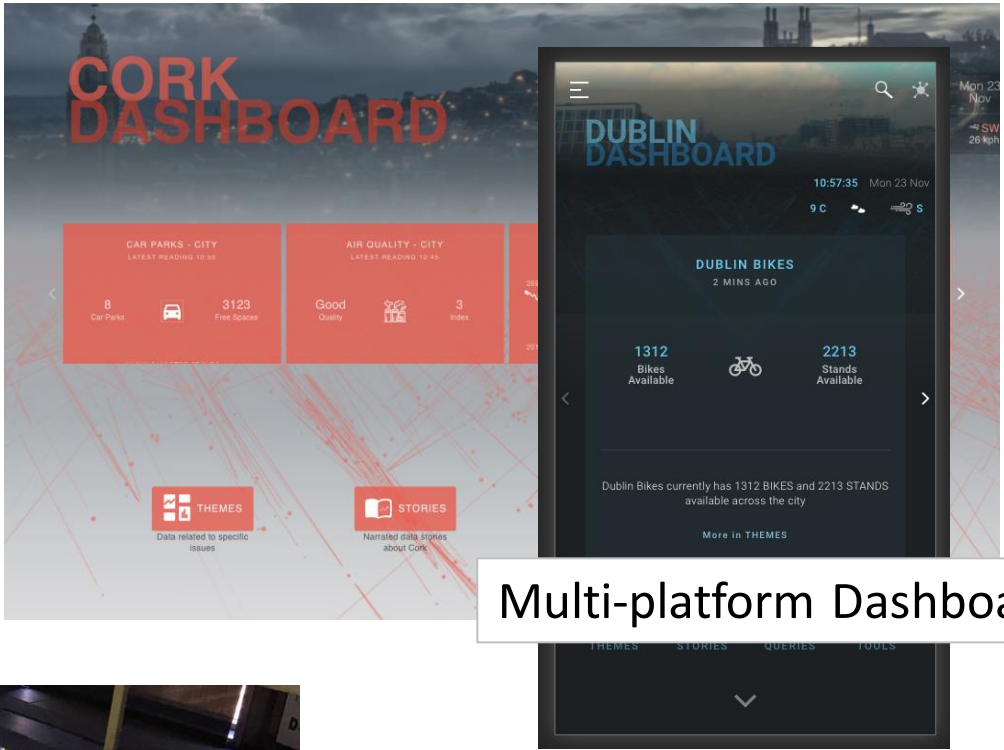 CORK
DASHBOARD
CAR PARKS - CITY
LATEST READING 10:50
8
Car Parks
3123
Free Spaces
AIR QUALITY - CITY
LATEST READING 10:45
Good
Quality
3
Index
THEMES
Data related to specific
issues
STORIES
Narrated data stories
about Cork
Mon 23
Nov
SW
26 kph
DUBLIN
DASHBOARD
10:57:35 Mon 23 Nov
9 C
S
DUBLIN BIKES
2 MINS AGO
1312
Bikes
Available
2213
Stands
Available
Dublin Bikes currently has 1312 BIKES and 2213 STANDS
available across the city
More in THEMES
Multi-platform
THEMES STORIES QUERIES TOOLS